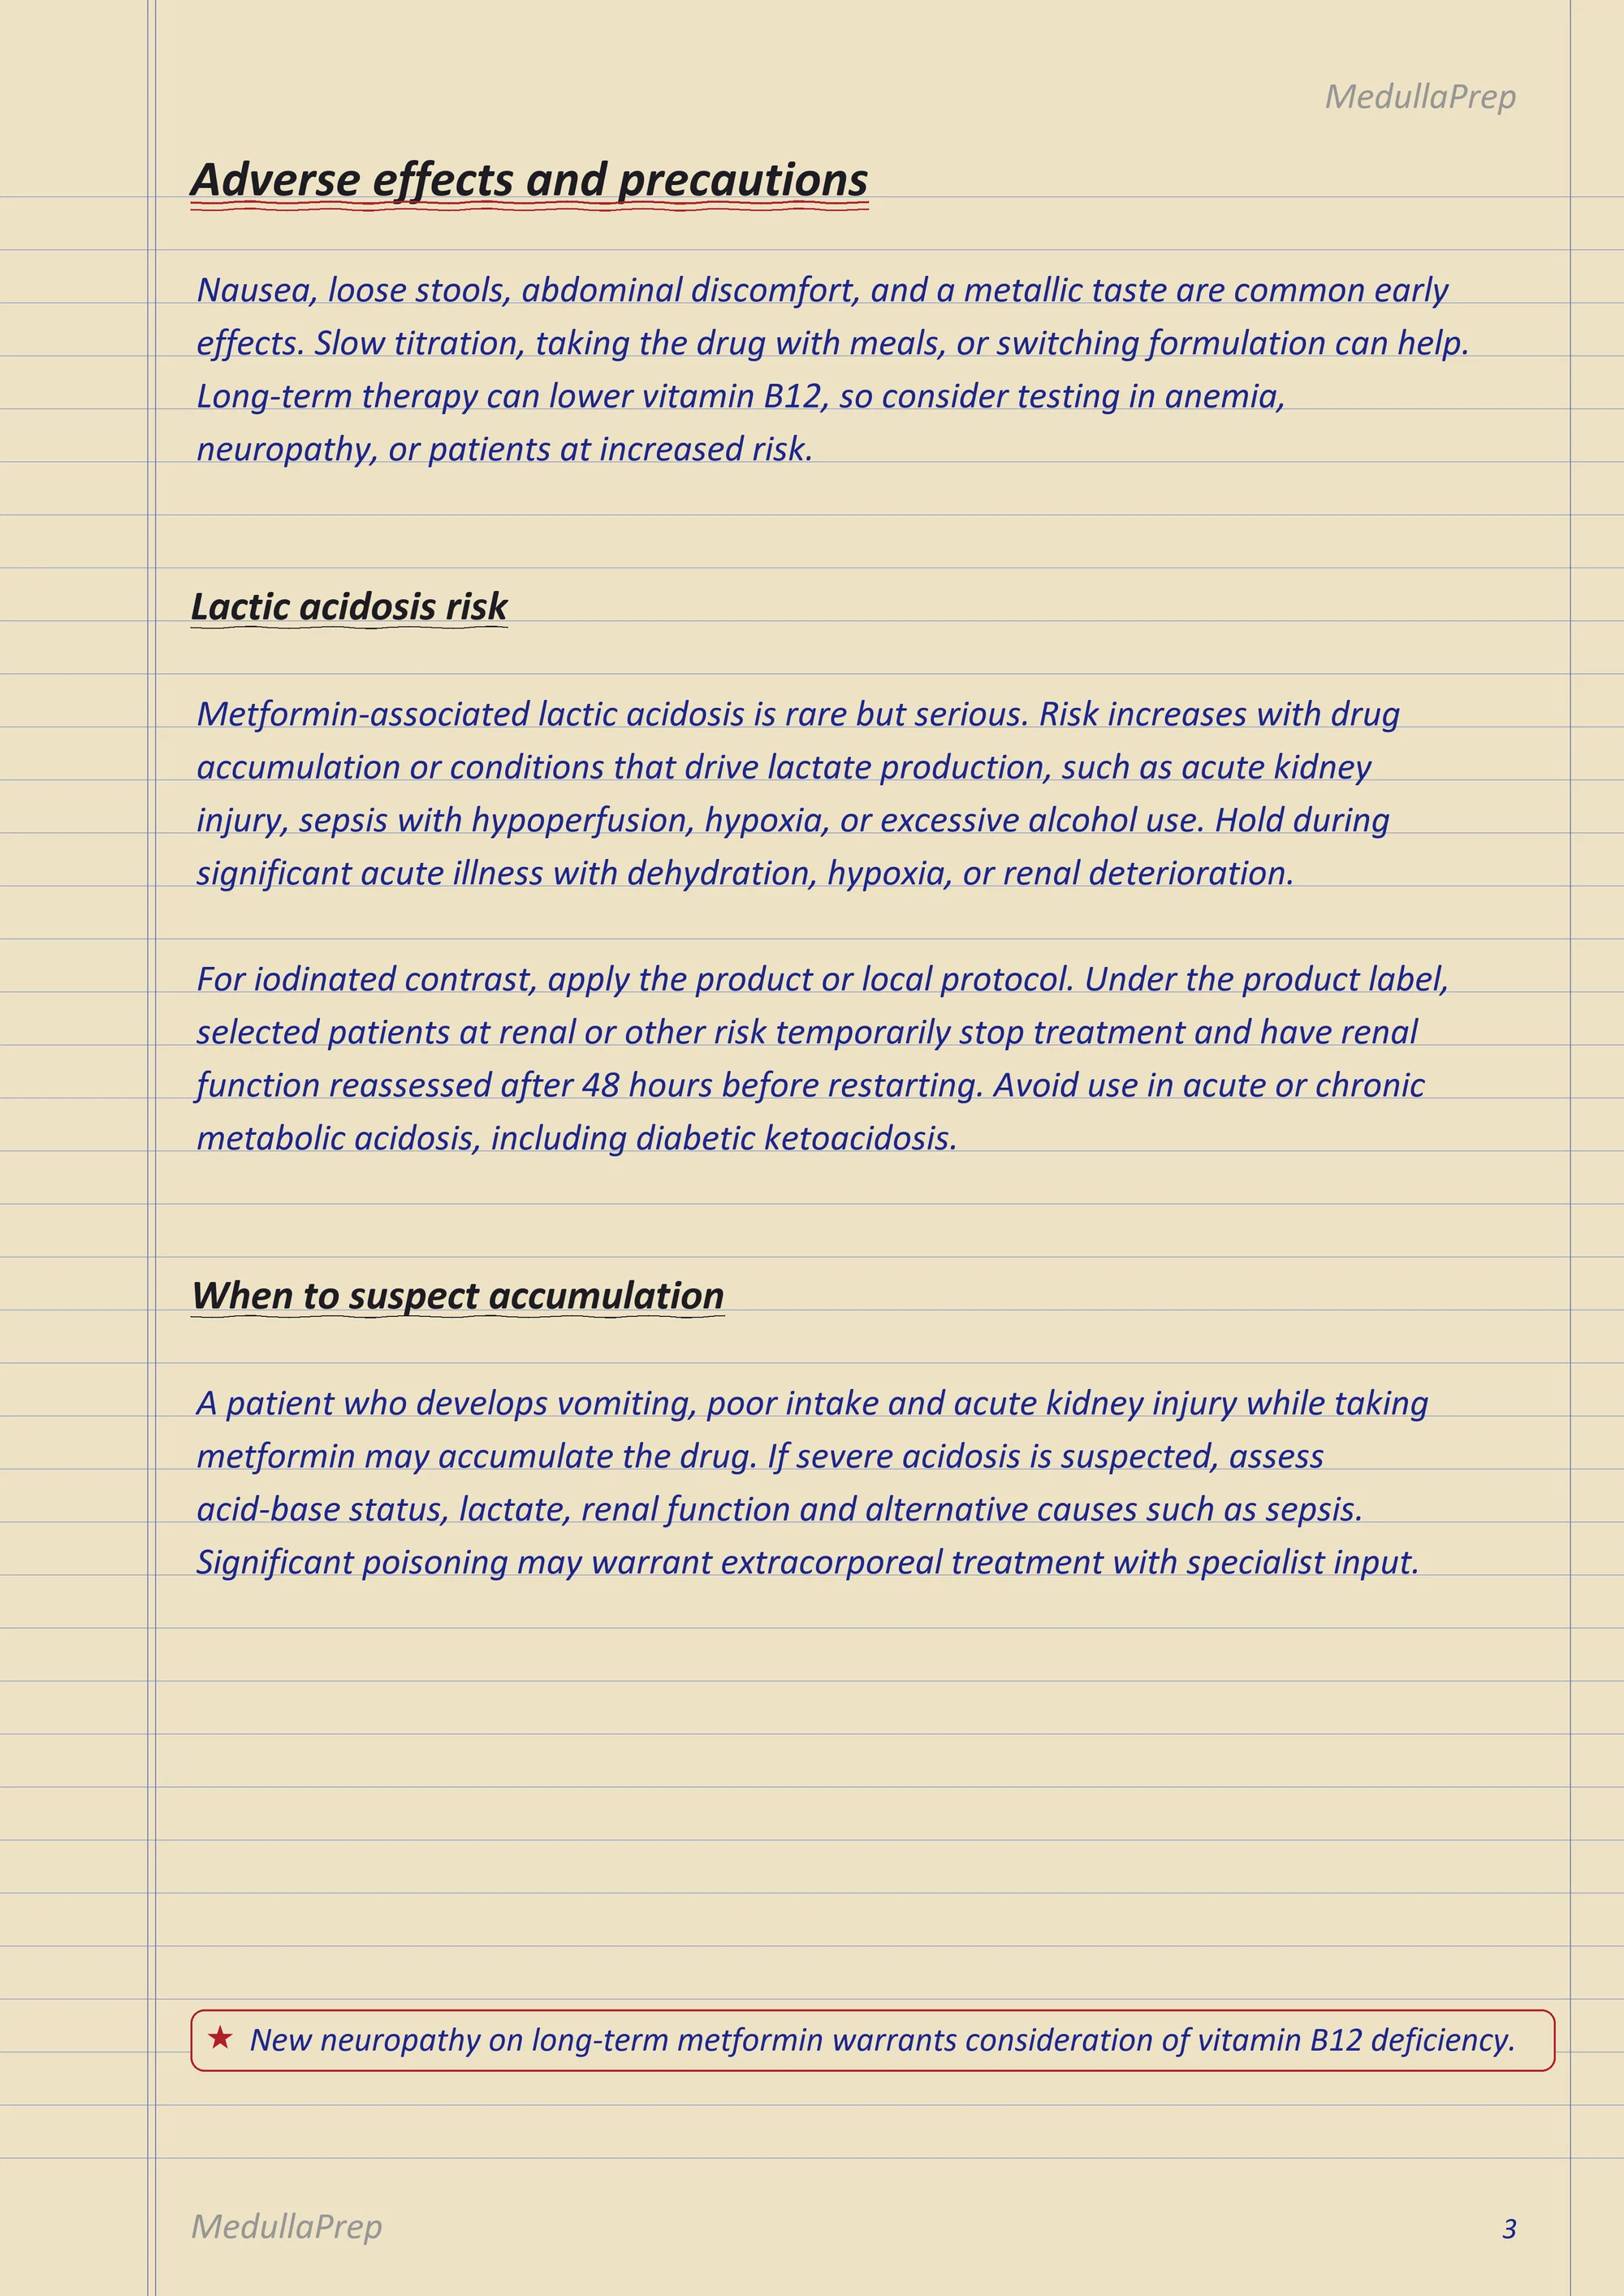 MedullaPrep
Adverse effects and precautions
Nausea, loose stools, abdominal discomfort, and a metallic taste are common early
effects. Slow titration, taking the drug with meals, or switching formulation can help.
Long-term therapy can lower vitamin B12, so consider testing in anemia,
neuropathy, or patients at increased risk.
Lactic acidosis risk
Metformin-associated lactic acidosis is rare but serious. Risk increases with drug
accumulation or conditions that drive lactate production, such as acute kidney
injury, sepsis with hypoperfusion, hypoxia, or excessive alcohol use. Hold during
significant acute illness with dehydration, hypoxia, or renal deterioration.
For iodinated contrast, apply the product or local protocol. Under the product label,
selected patients at renal or other risk temporarily stop treatment and have renal
function reassessed after 48 hours before restarting. Avoid use in acute or chronic
metabolic acidosis, including diabetic ketoacidosis.
When to suspect accumulation
A patient who develops vomiting, poor intake and acute kidney injury while taking
metformin may accumulate the drug. If severe acidosis is suspected, assess
acid-base status, lactate, renal function and alternative causes such as sepsis.
Significant poisoning may warrant extracorporeal treatment with specialist input.
★ New neuropathy on long-term metformin warrants consideration of vitamin B12 deficiency.
MedullaPrep
3